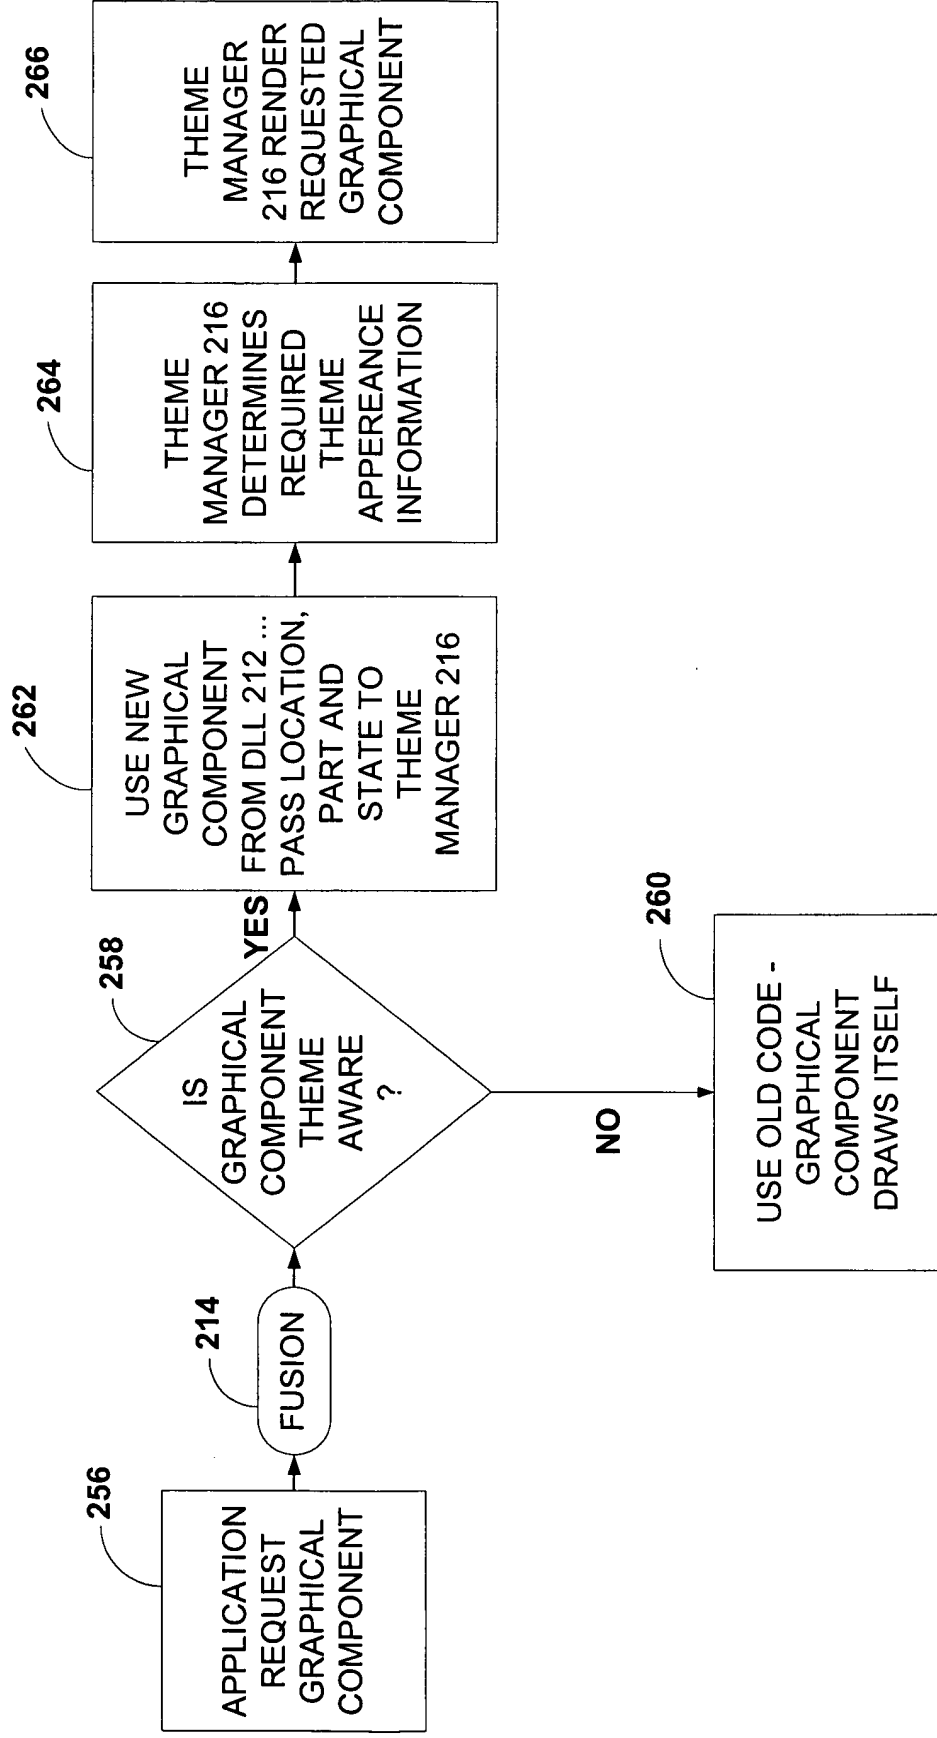 256
APPLICATION
REQUEST
GRAPHICAL
COMPONENT
214
FUSION
258
IS
GRAPHICAL
COMPONENT
THEME
AWARE
?
YES
NO
260
USE OLD CODE -
GRAPHICAL
COMPONENT
DRAWS ITSELF
262
USE NEW
GRAPHICAL
COMPONENT
FROM DLL 212 ...
PASS LOCATION,
PART AND
STATE TO
THEME
MANAGER 216
264
THEME
MANAGER 216
DETERMINES
REQUIRED
THEME
APPEREANCE
INFORMATION
266
THEME
MANAGER
216 RENDER
REQUESTED
GRAPHICAL
COMPONENT